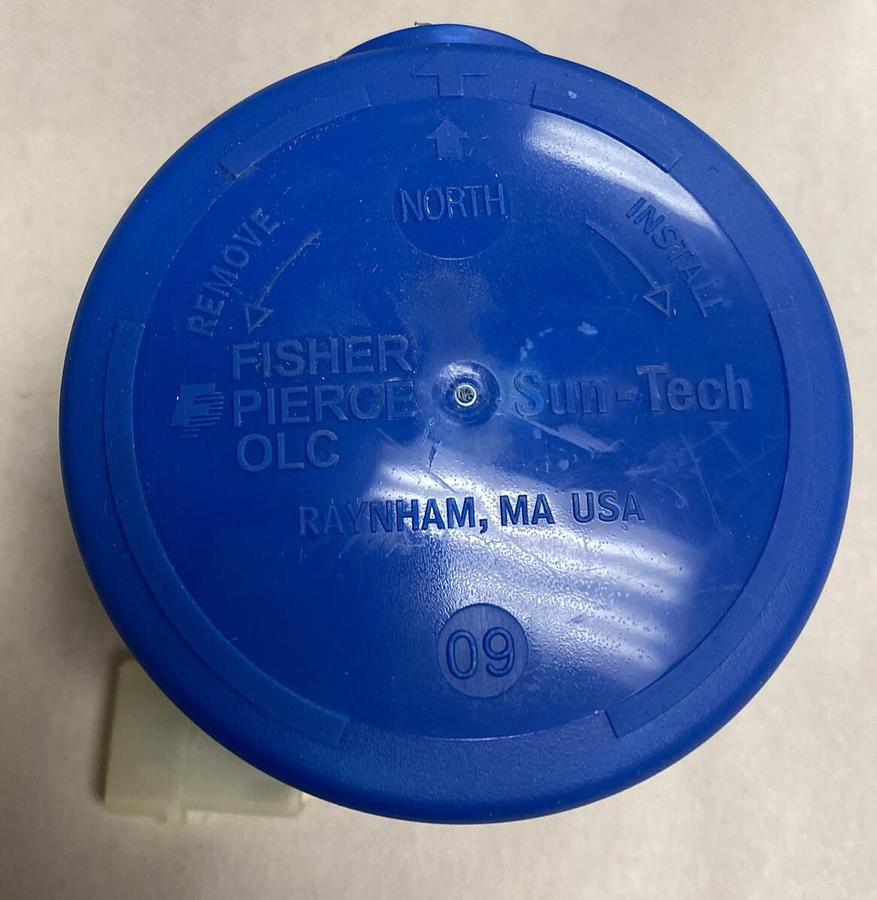 NORTH
REMOVE
INSTALL
FISHER
PIERCE
OLC
Sun-Tech
RAYNHAM, MA USA
09